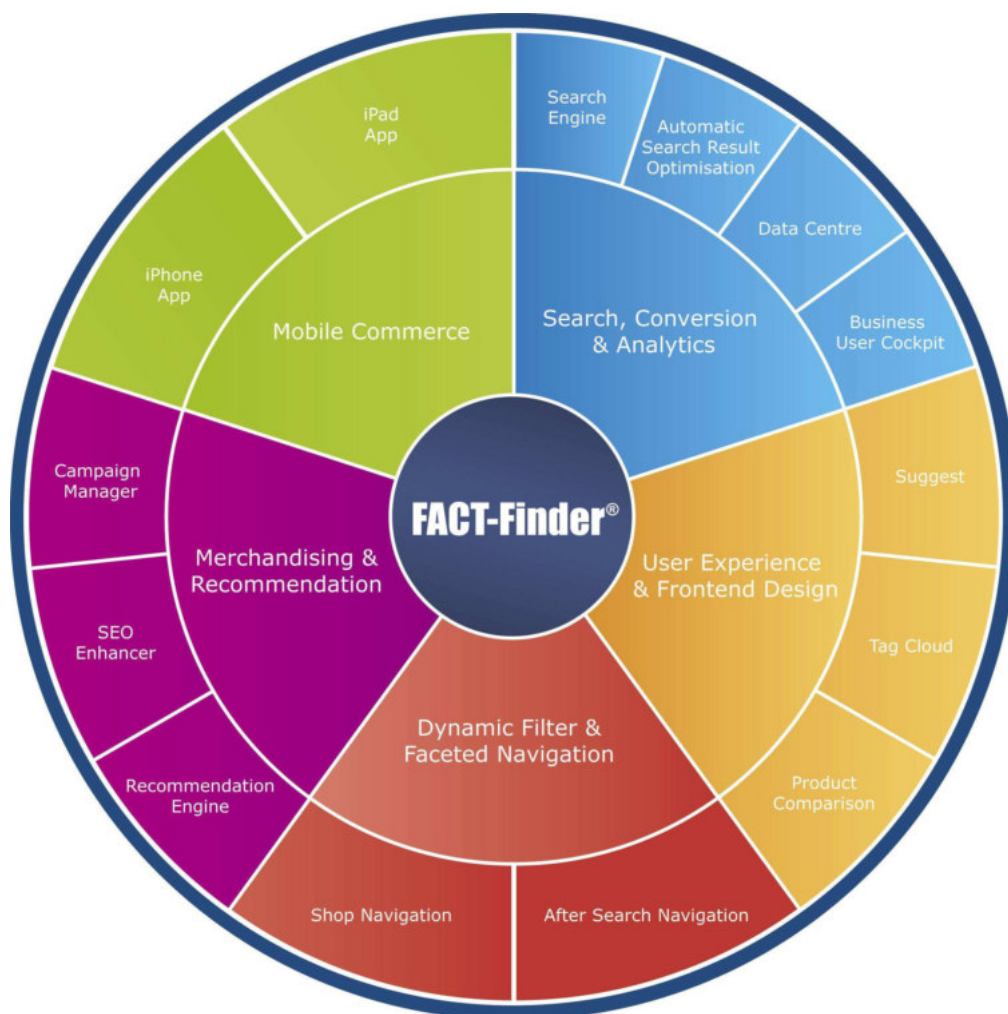 iPad
App
Search
Engine
Automatic
Search Result
Optimisation
Data Centre
Business
User Cockpit
iPhone
App
Mobile Commerce
Search, Conversion
& Analytics
Campaign
Manager
Suggest
FACT-Finder®
Merchandising &
Recommendation
User Experience
& Frontend Design
SEO
Enhancer
Tag Cloud
Dynamic Filter &
Faceted Navigation
Recommendation
Engine
Product
Comparison
Shop Navigation
After Search Navigation